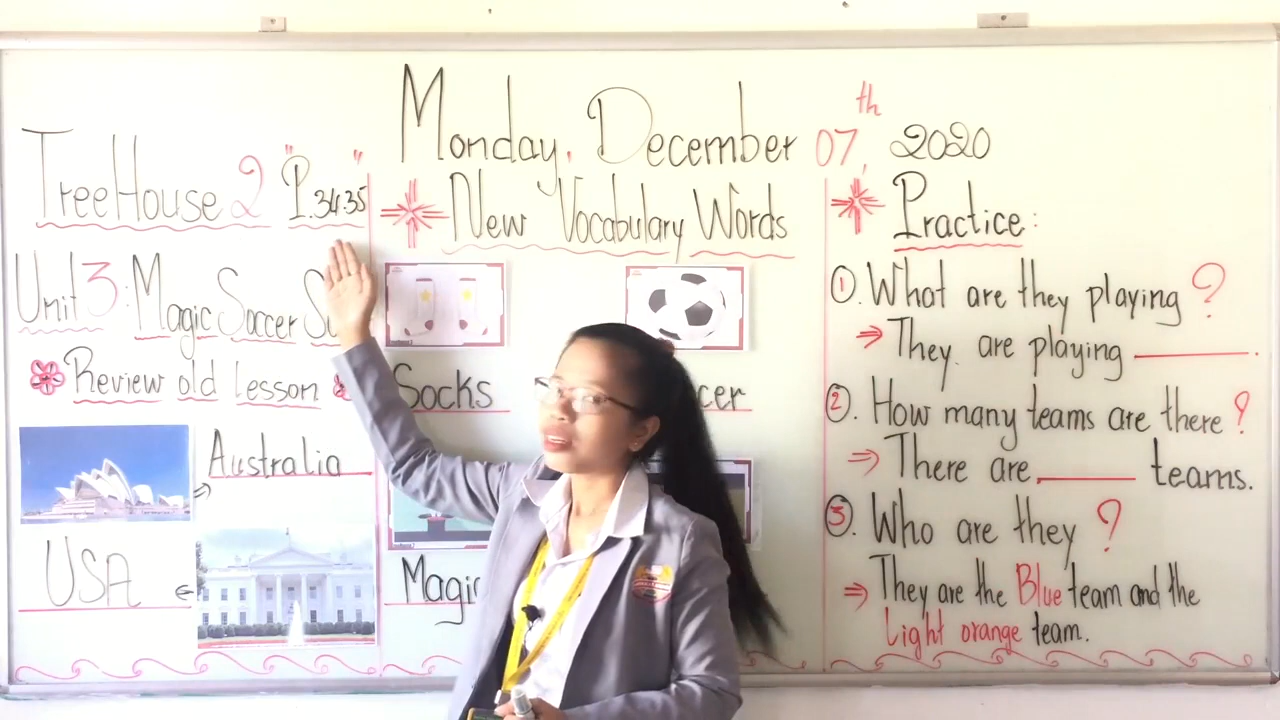 Monday, December 07th, 2020
TreeHouse 2 "P.34-35"
Unit 3: Magic Soccer
Review old lesson
Australia
USA
New Vocabulary Words
Socks
Magic
Practice:
1. What are they playing?
⇒ They are playing ________.
2. How many teams are there?
⇒ There are ________ teams.
3. Who are they?
⇒ They are the Blue team and the
Light orange team.